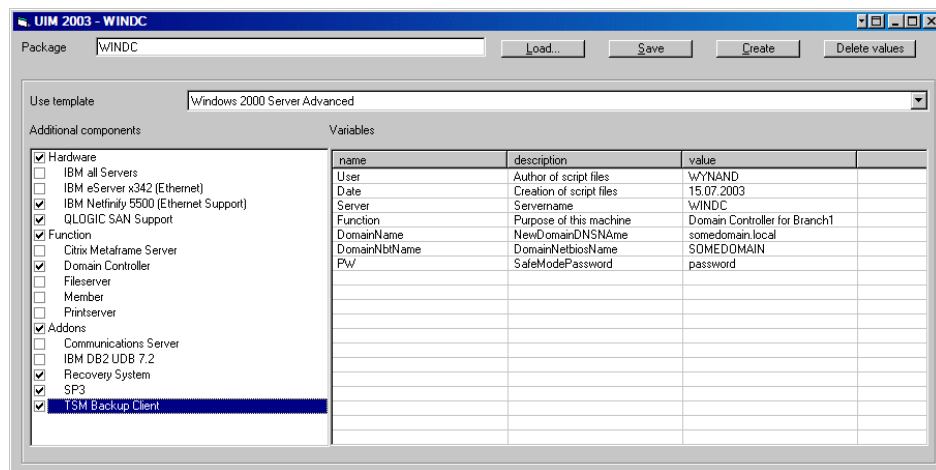 UIM 2003 - WINDC
Package WINDC Load... Save Create Delete values
Use template Windows 2000 Server Advanced
Additional components Variables
Hardware
IBM all Servers
IBM eServer x342 (Ethernet)
IBM Netfinify 5500 (Ethernet Support)
QLOGIC SAN Support
Function
Citrix Metaframe Server
Domain Controller
Fileserver
Member
Printserver
Addons
Communications Server
IBM DB2 UDB 7.2
Recovery System
SP3
TSM Backup Client
name description value
User Author of script files WYNAND
Date Creation of script files 15.07.2003
Server Servername WINDC
Function Purpose of this machine Domain Controller for Branch1
DomainName NewDomainDNSNAme somedomain.local
DomainNbtName DomainNetbiosName SOMEDOMAIN
PW SafeModePassword password